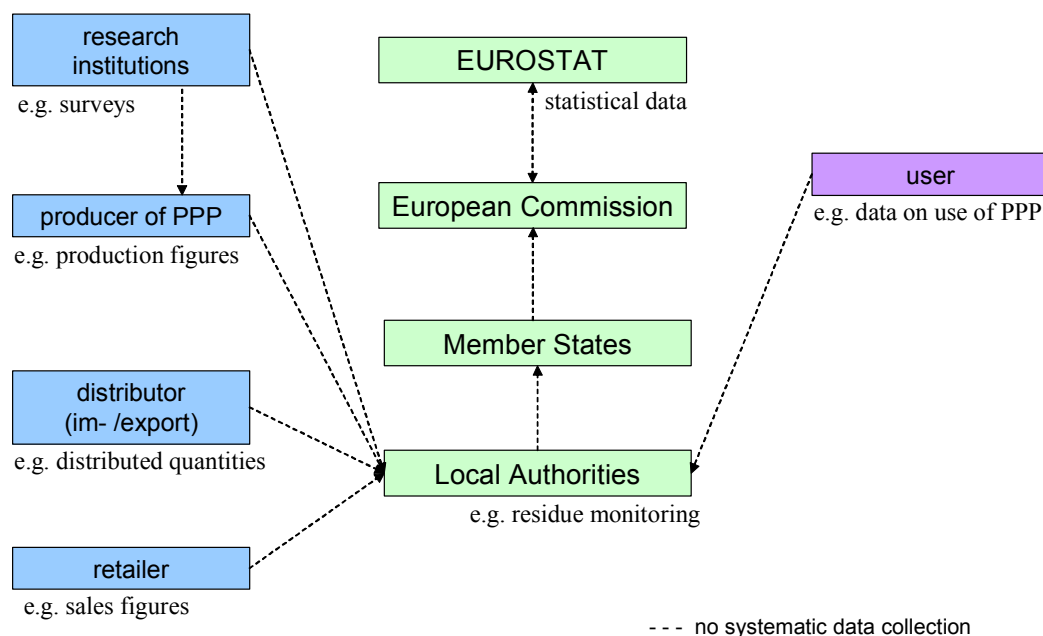 research
institutions
e.g. surveys
producer of PPP
e.g. production figures
distributor
(im- /export)
e.g. distributed quantities
retailer
e.g. sales figures
EUROSTAT
statistical data
European Commission
Member States
Local Authorities
e.g. residue monitoring
user
e.g. data on use of PPP
--- no systematic data collection